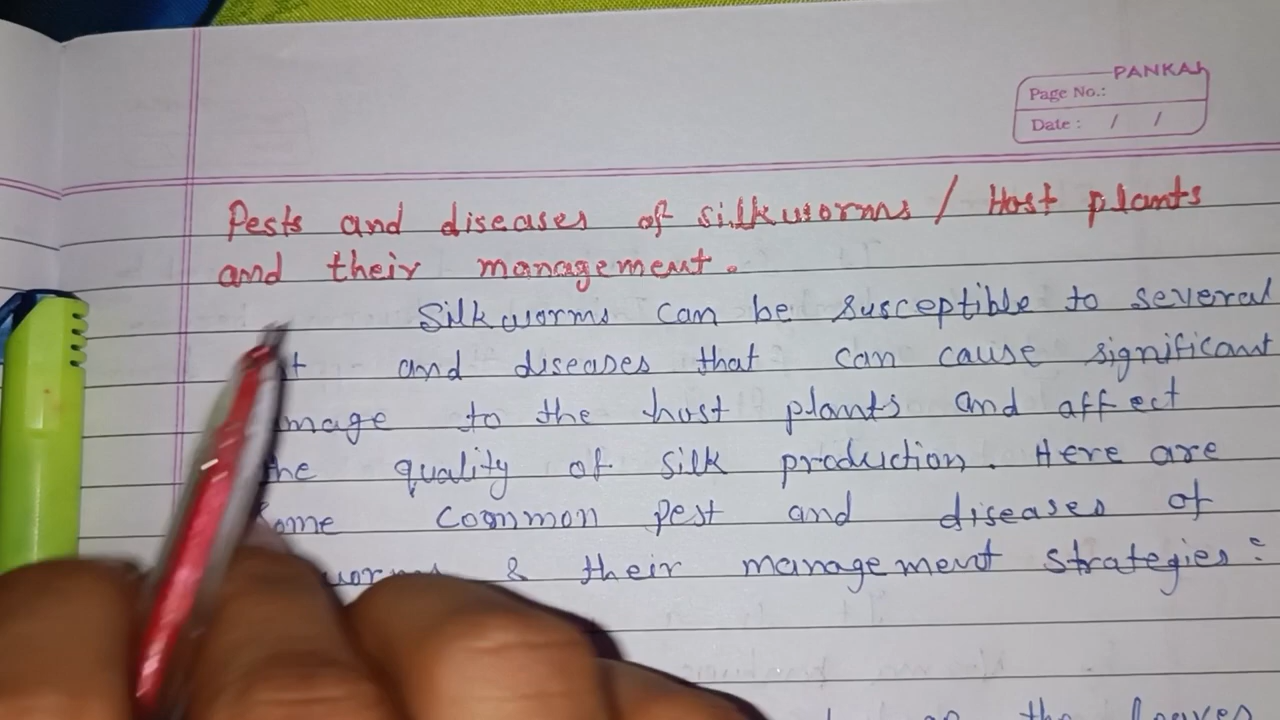 PANKAJ
Page No.:
Date : / /
Pests and diseases of silkworms / Host plants
and their management.
Silkworms can be susceptible to several
and diseases that can cause significant
to the host plants and affect
the quality of silk production. Here are
some common pest and diseases of
& their management strategies:
the leaves